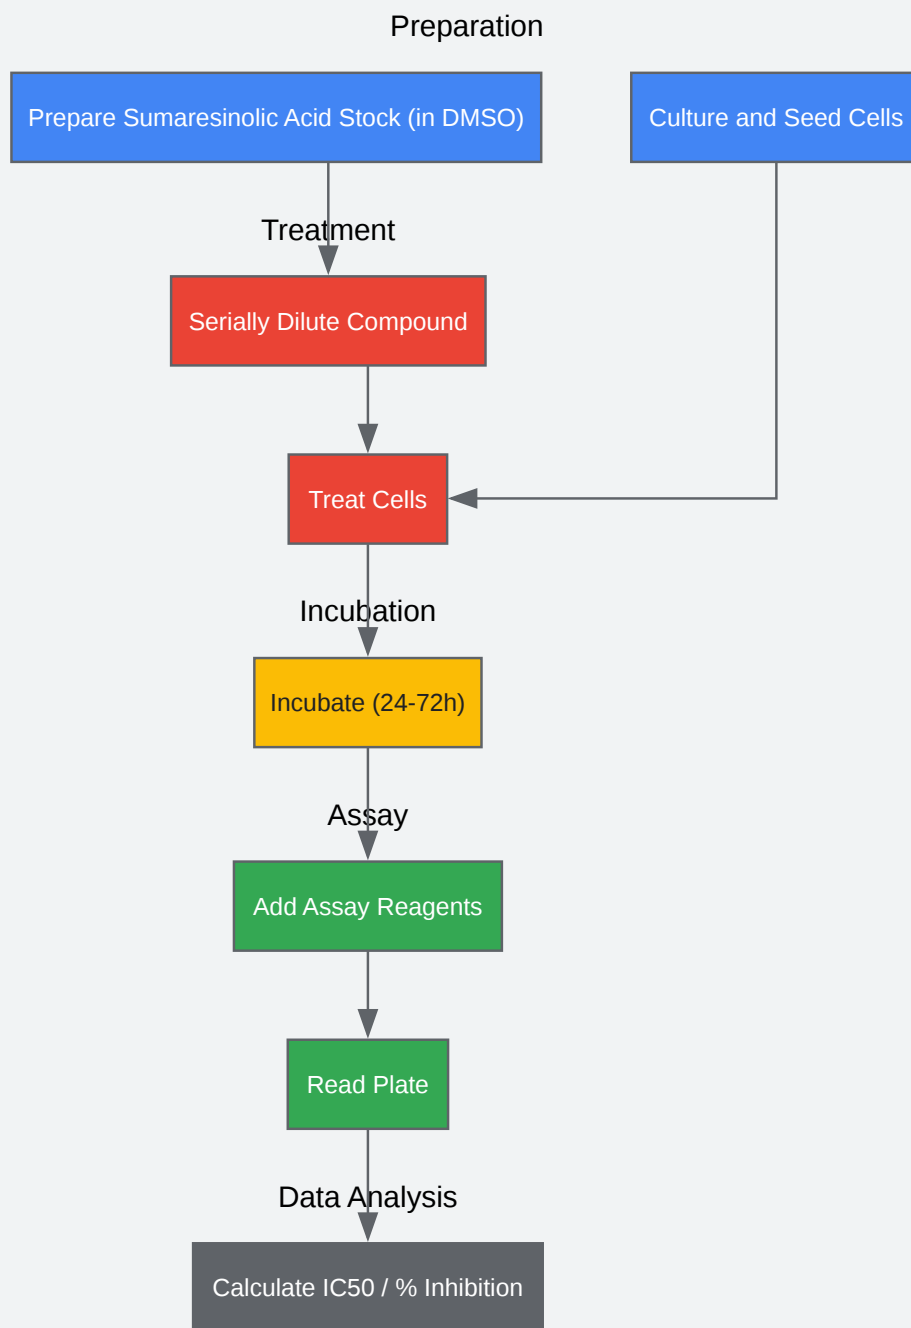 Preparation
Prepare Sumaresinolic Acid Stock (in DMSO)
Culture and Seed Cells
Treatment
Serially Dilute Compound
Treat Cells
Incubation
Incubate (24-72h)
Assay
Add Assay Reagents
Read Plate
Data Analysis
Calculate IC50 / % Inhibition